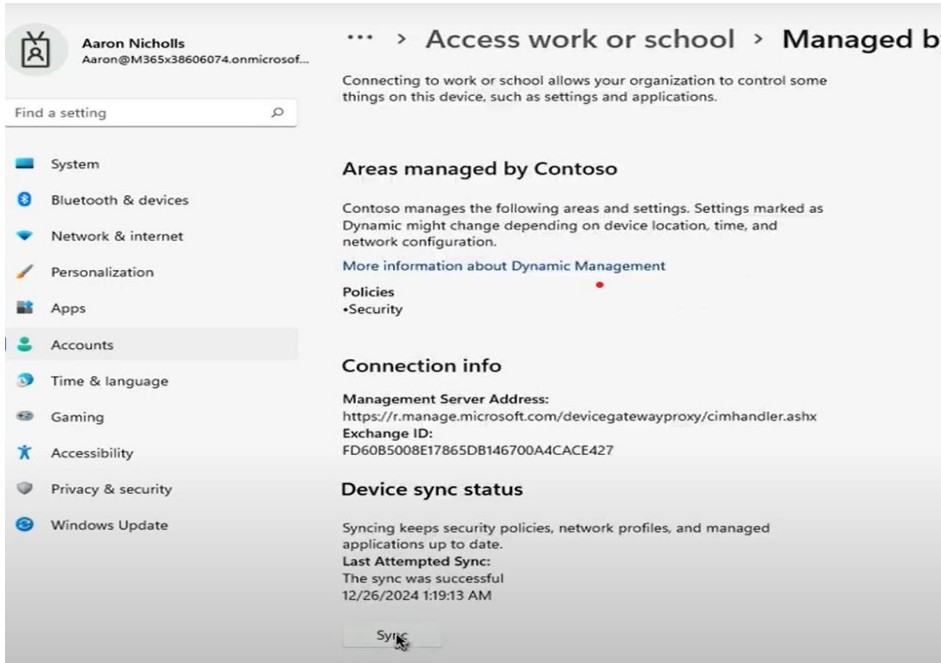 Aaron Nicholls
Aaron@M365x38606074.onmicrosof...
Find a setting
System
Bluetooth & devices
Network & internet
Personalization
Apps
Accounts
Time & language
Gaming
Accessibility
Privacy & security
Windows Update
... > Access work or school > Managed b
Connecting to work or school allows your organization to control some
things on this device, such as settings and applications.
Areas managed by Contoso
Contoso manages the following areas and settings. Settings marked as
Dynamic might change depending on device location, time, and
network configuration.
More information about Dynamic Management
Policies
•Security
Connection info
Management Server Address:
https://r.manage.microsoft.com/devicegatewayproxy/cimhandler.ashx
Exchange ID:
FD60B5008E17865DB146700A4CACE427
Device sync status
Syncing keeps security policies, network profiles, and managed
applications up to date.
Last Attempted Sync:
The sync was successful
12/26/2024 1:19:13 AM
Sync